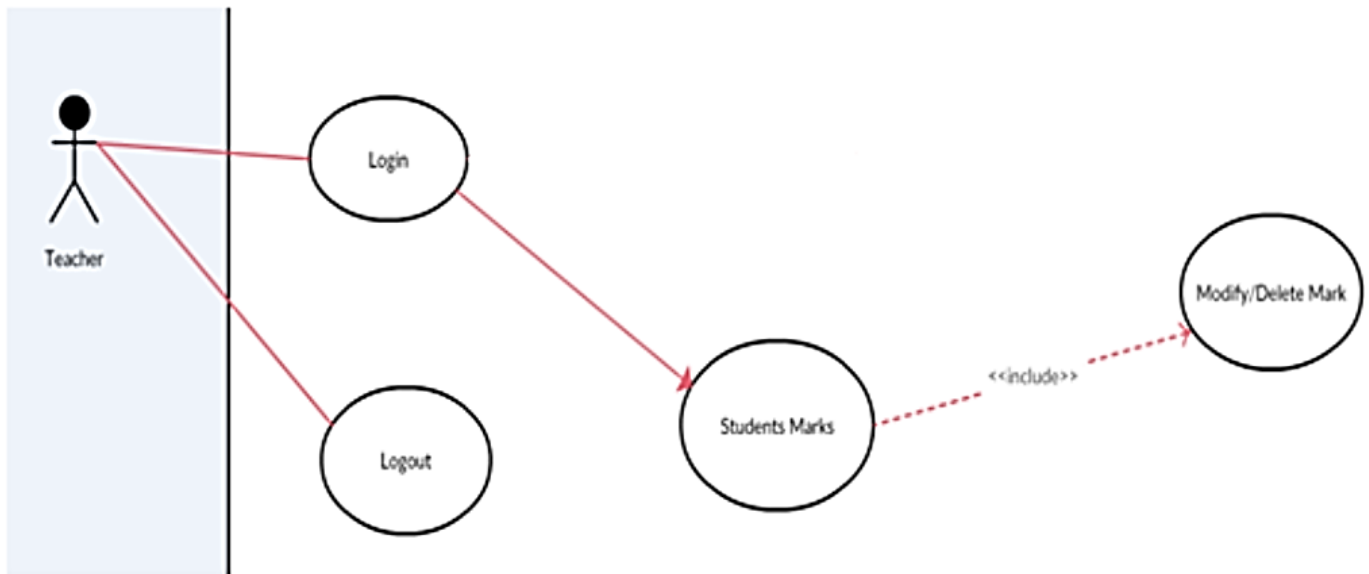 Login
Teacher
Modify/Delete Mark
<<include>>
Students Marks
Logout